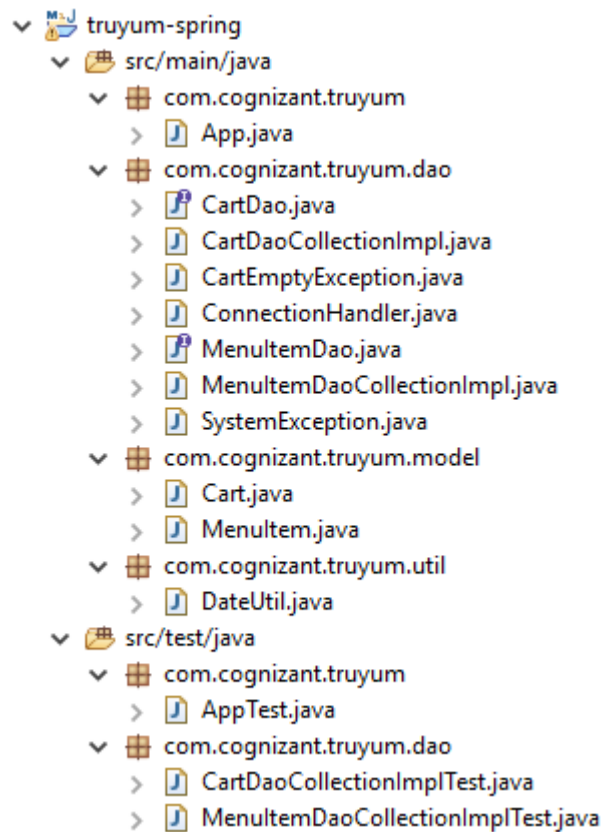 truyum-spring
src/main/java
com.cognizant.truyum
App.java
com.cognizant.truyum.dao
CartDao.java
CartDaoCollectionImpl.java
CartEmptyException.java
ConnectionHandler.java
MenuItemDao.java
MenuItemDaoCollectionImpl.java
SystemException.java
com.cognizant.truyum.model
Cart.java
MenuItem.java
com.cognizant.truyum.util
DateUtil.java
src/test/java
com.cognizant.truyum
AppTest.java
com.cognizant.truyum.dao
CartDaoCollectionImplTest.java
MenuItemDaoCollectionImplTest.java